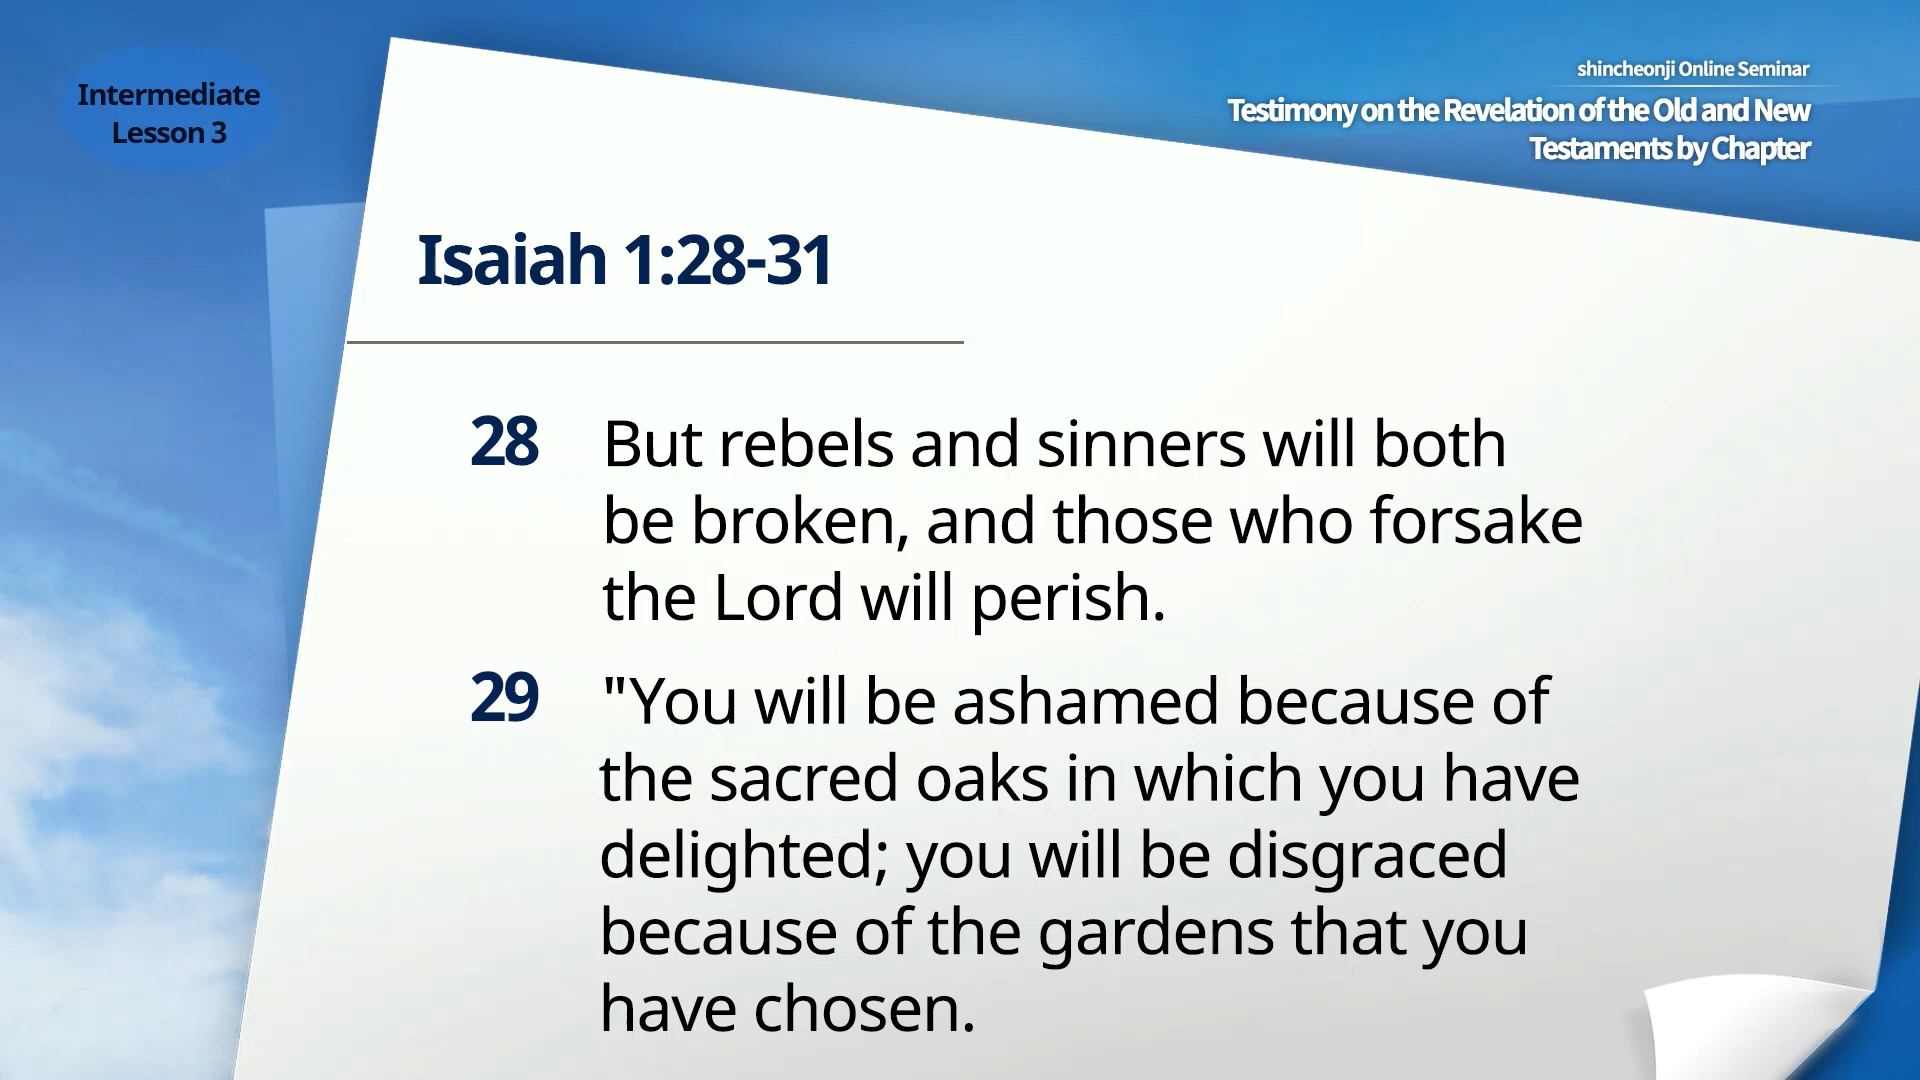 Intermediate
Lesson 3
shincheonji Online Seminar
Testimony on the Revelation of the Old and New
Testaments by Chapter
Isaiah 1:28-31
28 But rebels and sinners will both
be broken, and those who forsake
the Lord will perish.
29 "You will be ashamed because of
the sacred oaks in which you have
delighted; you will be disgraced
because of the gardens that you
have chosen.